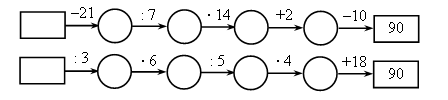 –21 : 7 · 14 +2 –10 90
: 3 · 6 : 5 · 4 +18 90